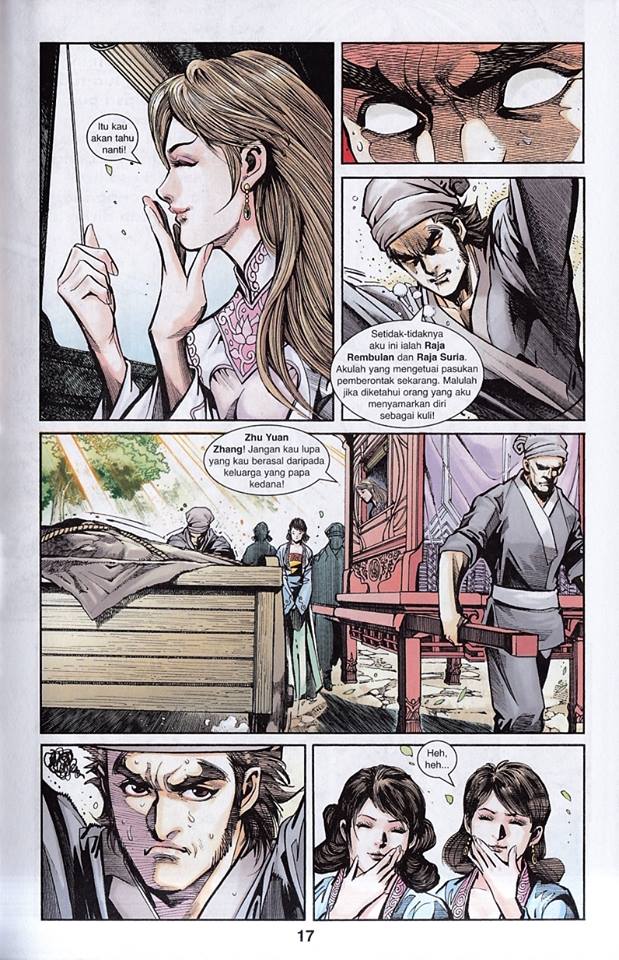 Itu kau
akan tahu
nanti!
Setidak-tidaknya
aku ini ialah Raja
Rembulan dan Raja Suria.
Akulah yang mengetuai pasukan
pemberontak sekarang. Malulah
jika diketahui orang yang aku
menyamarkan diri
sebagai kuli!
Zhu Yuan
Zhang! Jangan kau lupa
yang kau berasal daripada
keluarga yang papa
kedana!
Heh,
heh...
17